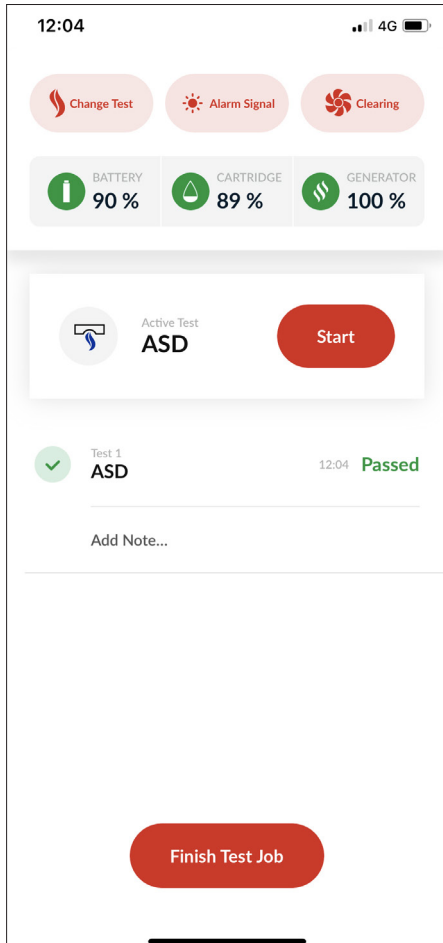 12:04
4G
Change Test
Alarm Signal
Clearing
BATTERY
90 %
CARTRIDGE
89 %
GENERATOR
100 %
Active Test
ASD
Start
Test 1
ASD
12:04 Passed
Add Note...
Finish Test Job